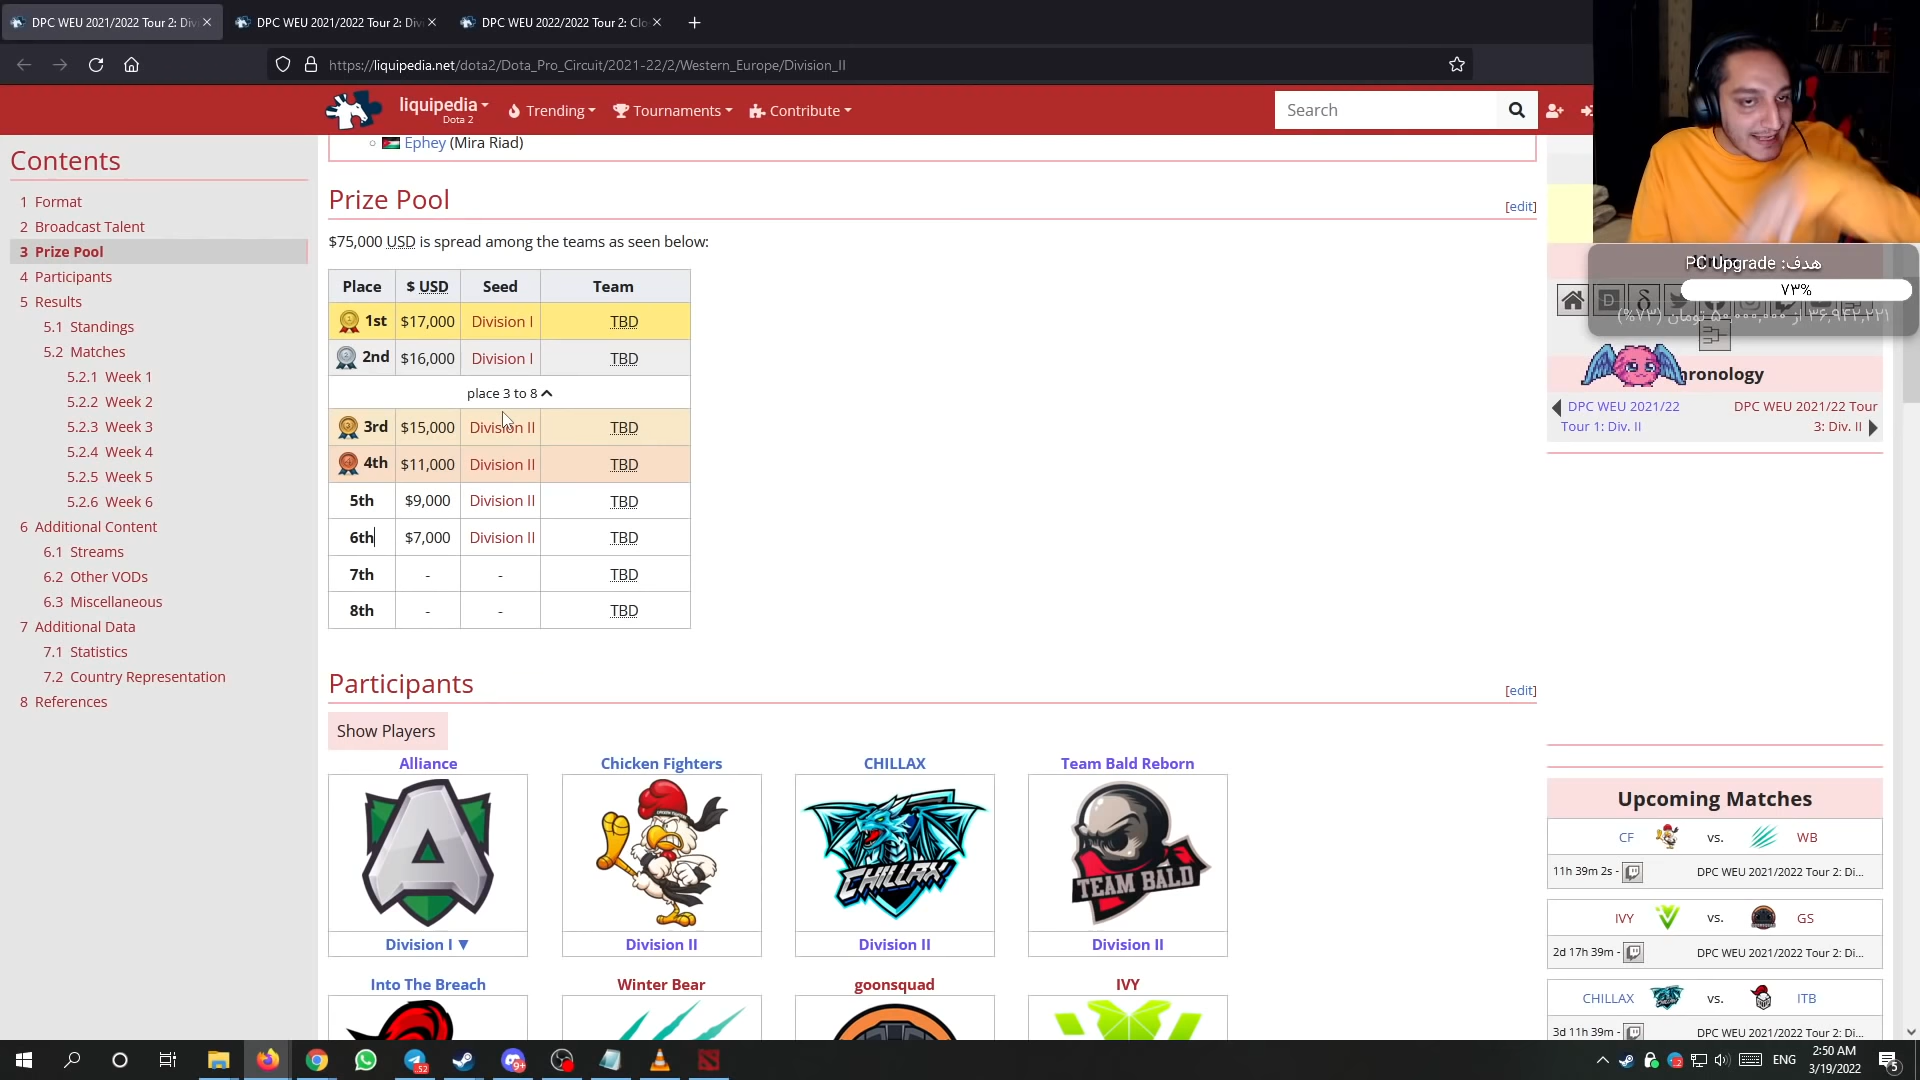 DPC WEU 2021/2022 Tour 2: Div
DPC WEU 2021/2022 Tour 2: Div
DPC WEU 2022/2022 Tour 2: Clo
https://liquipedia.net/dota2/Dota_Pro_Circuit/2021-22/2/Western_Europe/Division_II
liquipedia
Dota 2
Trending
Tournaments
Contribute
Search
Contents
1 Format
2 Broadcast Talent
3 Prize Pool
4 Participants
5 Results
5.1 Standings
5.2 Matches
5.2.1 Week 1
5.2.2 Week 2
5.2.3 Week 3
5.2.4 Week 4
5.2.5 Week 5
5.2.6 Week 6
6 Additional Content
6.1 Streams
6.2 Other VODs
6.3 Miscellaneous
7 Additional Data
7.1 Statistics
7.2 Country Representation
8 References
Ephey (Mira Riad)
Prize Pool
[edit]
$75,000 USD is spread among the teams as seen below:
Place $ USD Seed Team
1st $17,000 Division I TBD
2nd $16,000 Division I TBD
place 3 to 8
3rd $15,000 Division II TBD
4th $11,000 Division II TBD
5th $9,000 Division II TBD
6th $7,000 Division II TBD
7th - - TBD
8th - - TBD
Participants
[edit]
Show Players
Alliance
Chicken Fighters
CHILLAX
Team Bald Reborn
A
CHILLAX
TEAM BALD
Division I ▼
Division II
Division II
Division II
Into The Breach
Winter Bear
goonsquad
IVY
هدف: PC Upgrade
۷۳%
۳۶,۹۴۲,۲۲۱ از ۵۰,۰۰۰,۰۰۰ تومان (۷۳%)
hronology
DPC WEU 2021/22
Tour 1: Div. II
DPC WEU 2021/22 Tour
3: Div. II
Upcoming Matches
CF vs. WB
11h 39m 2s - DPC WEU 2021/2022 Tour 2: Di...
IVY vs. GS
2d 17h 39m - DPC WEU 2021/2022 Tour 2: Di...
CHILLAX vs. ITB
3d 11h 39m - DPC WEU 2021/2022 Tour 2: Di...
ENG
2:50 AM
3/19/2022
5